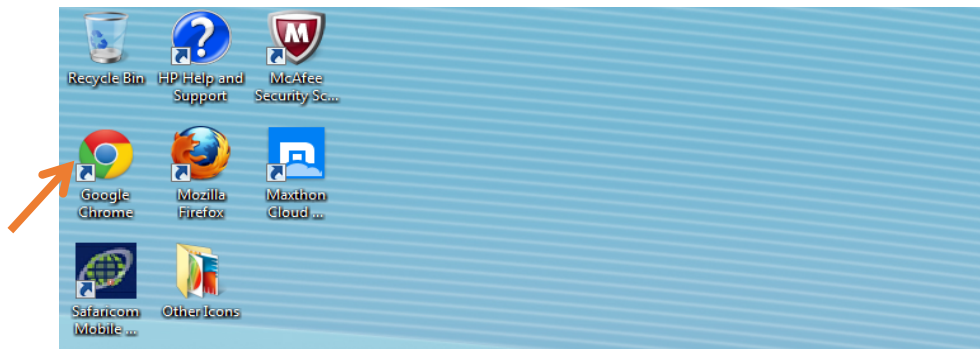 Recycle Bin
HP Help and
Support
McAfee
Security Sc...
Google
Chrome
Mozilla
Firefox
Maxthon
Cloud ...
Safaricom
Mobile ...
Other Icons